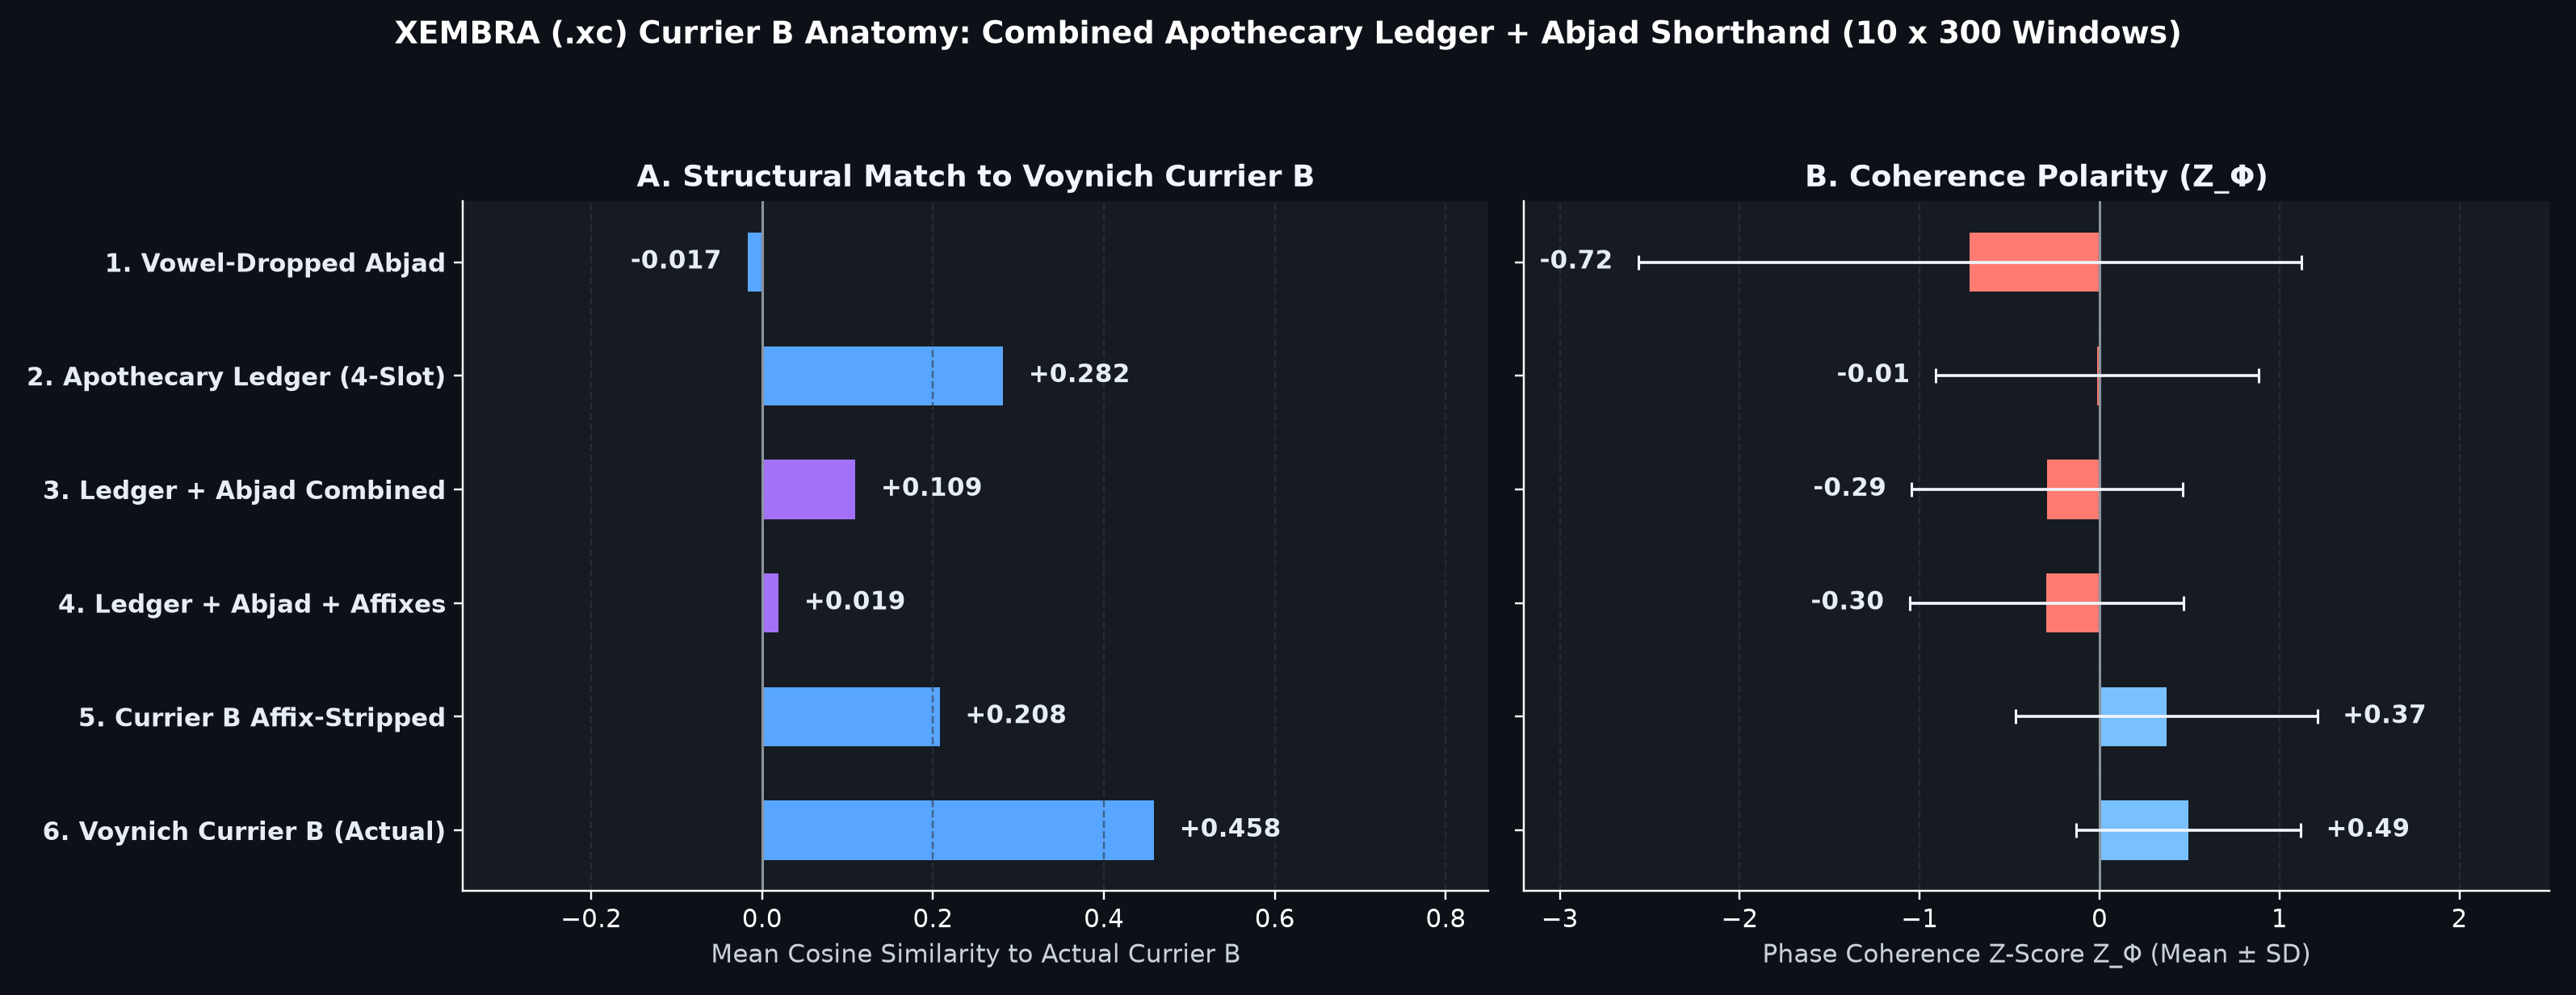 XEMBRA (.xc) Currier B Anatomy: Combined Apothecary Ledger + Abjad Shorthand (10 x 300 Windows)
A. Structural Match to Voynich Currier B
1. Vowel-Dropped Abjad
-0.017
2. Apothecary Ledger (4-Slot)
+0.282
3. Ledger + Abjad Combined
+0.109
4. Ledger + Abjad + Affixes
+0.019
5. Currier B Affix-Stripped
+0.208
6. Voynich Currier B (Actual)
+0.458
−0.2 0.0 0.2 0.4 0.6 0.8
Mean Cosine Similarity to Actual Currier B
B. Coherence Polarity (Z_Φ)
-0.72
-0.01
-0.29
-0.30
+0.37
+0.49
−3 −2 −1 0 1 2
Phase Coherence Z-Score Z_Φ (Mean ± SD)